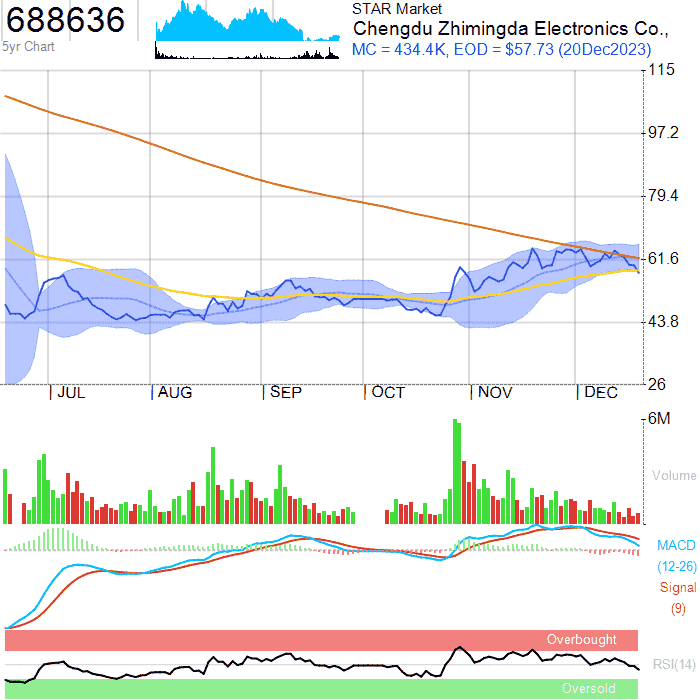 688636
5yr Chart
STAR Market
Chengdu Zhimingda Electronics Co.,
MC = 434.4K, EOD = $57.73 (20Dec2023)
115
97.2
79.4
61.6
43.8
26
JUL
AUG
SEP
OCT
NOV
DEC
6M
Volume
MACD
(12-26)
Signal
(9)
Overbought
RSI(14)
Oversold